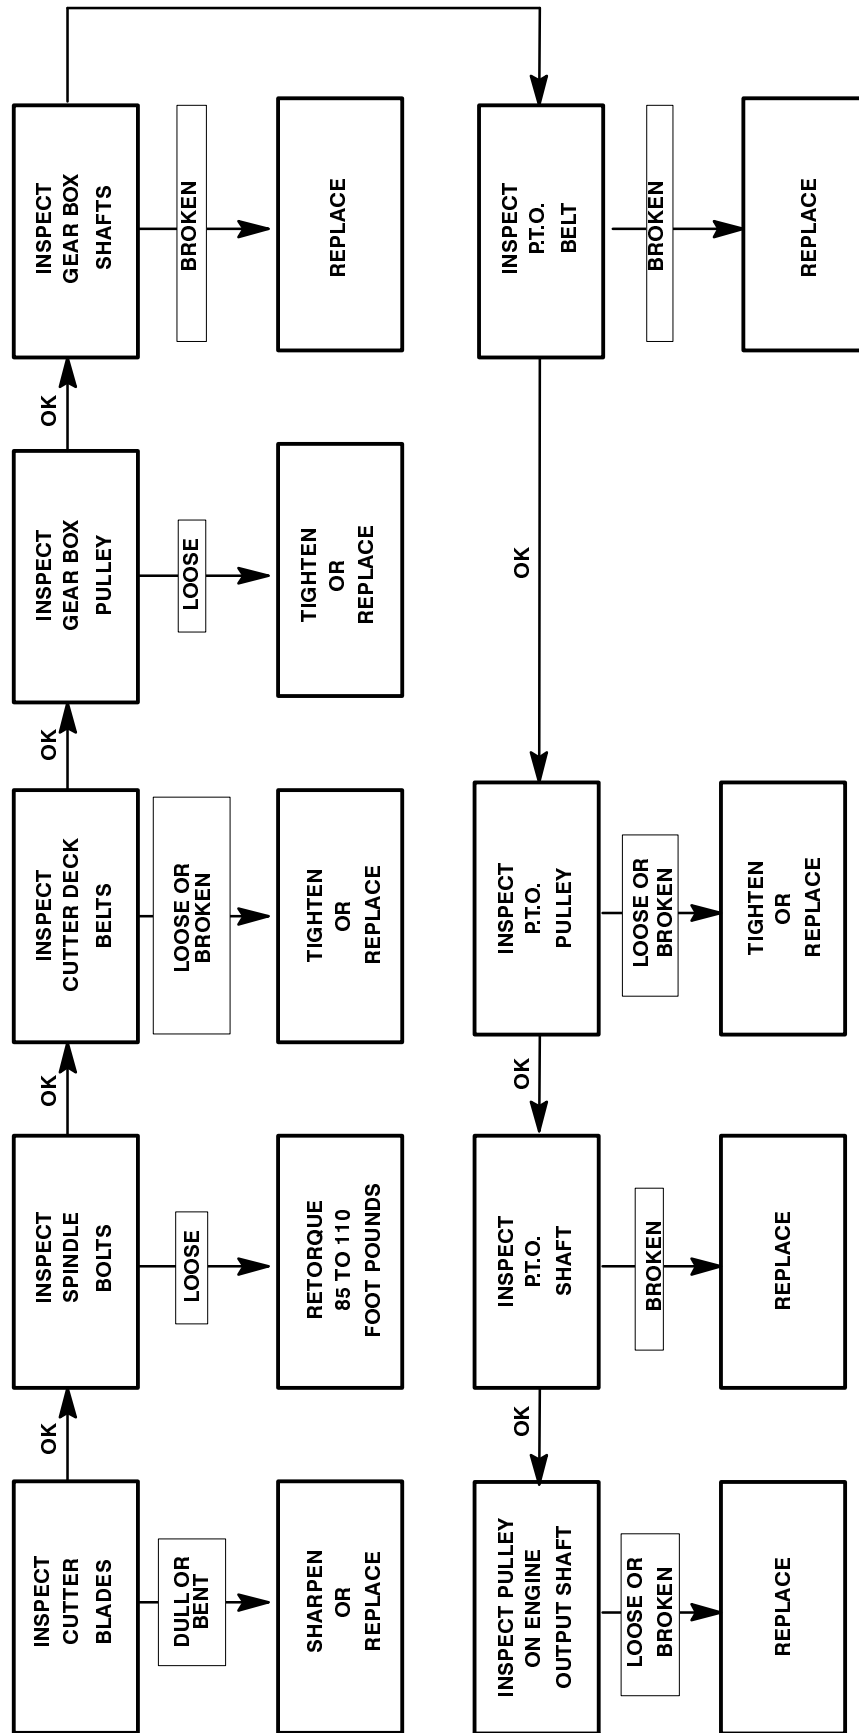 INSPECT
CUTTER
BLADES
DULL OR
BENT
SHARPEN
OR
REPLACE
OK
INSPECT
SPINDLE
BOLTS
LOOSE
RETORQUE
85 TO 110
FOOT POUNDS
OK
INSPECT
CUTTER DECK
BELTS
LOOSE OR
BROKEN
TIGHTEN
OR
REPLACE
OK
INSPECT
GEAR BOX
PULLEY
LOOSE
TIGHTEN
OR
REPLACE
OK
INSPECT
GEAR BOX
SHAFTS
BROKEN
REPLACE
INSPECT
P.T.O.
BELT
BROKEN
REPLACE
OK
INSPECT
P.T.O.
PULLEY
LOOSE OR
BROKEN
TIGHTEN
OR
REPLACE
OK
INSPECT
P.T.O.
SHAFT
BROKEN
REPLACE
OK
INSPECT PULLEY
ON ENGINE
OUTPUT SHAFT
LOOSE OR
BROKEN
REPLACE